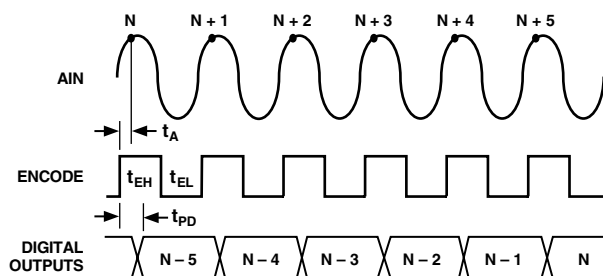 N N + 1 N + 2 N + 3 N + 4 N + 5
AIN
tA
ENCODE tEH tEL
tPD
DIGITAL
OUTPUTS
N – 5 N – 4 N – 3 N – 2 N – 1 N